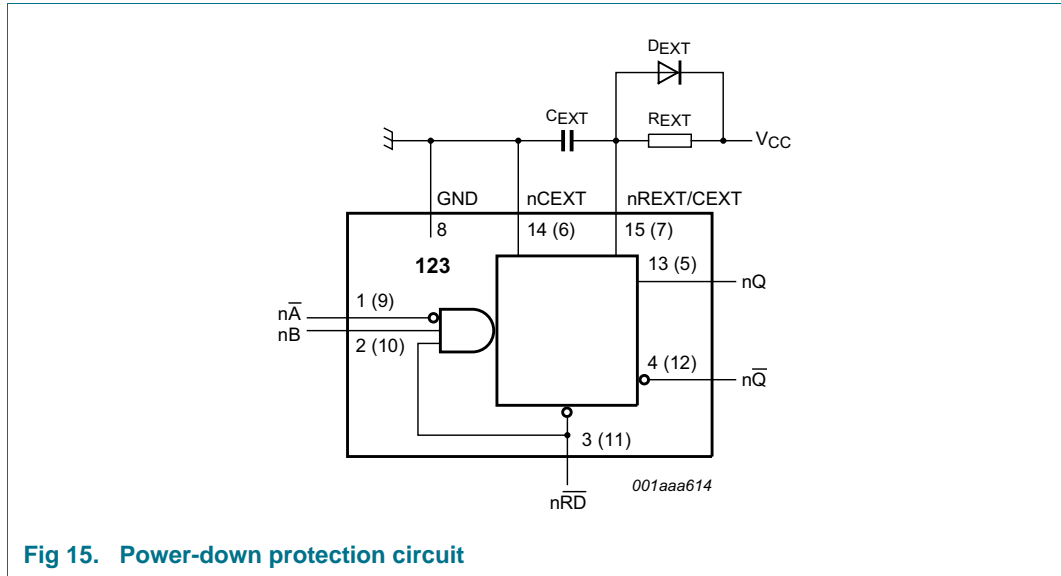 DEXT
CEXT
REXT
VCC
GND
nCEXT
nREXT/CEXT
8
14 (6)
15 (7)
123
13 (5)
nQ
1 (9)
nA̅
nB
2 (10)
4 (12)
nQ̅
3 (11)
001aaa614
nR̅D̅
Fig 15. Power-down protection circuit